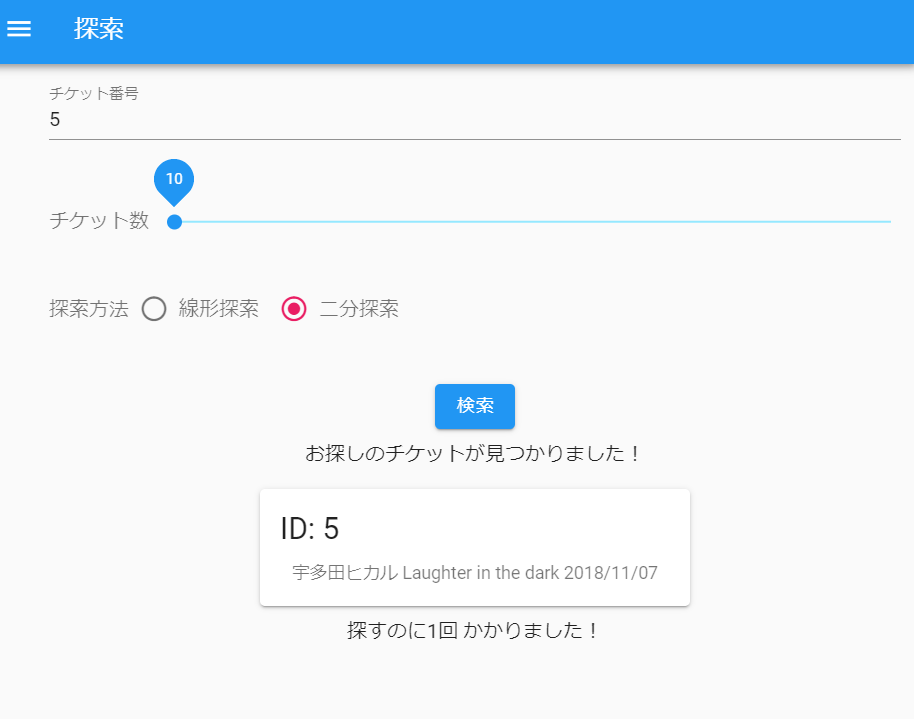 探索
チケット番号
5
10
チケット数
探索方法 線形探索 二分探索
検索
お探しのチケットが見つかりました！
ID: 5
宇多田ヒカル Laughter in the dark 2018/11/07
探すのに1回 かかりました！